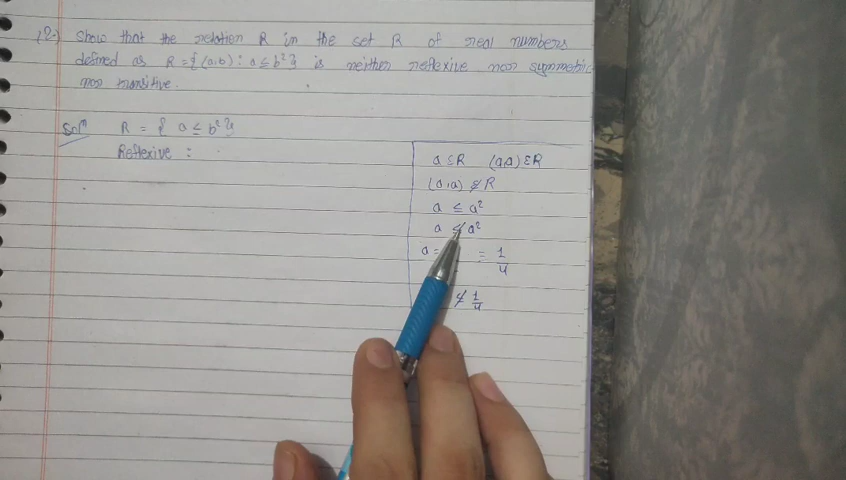 (2.) Show that the relation R in the set R of real numbers
defined as R = {(a,b) : a ≤ b²} is neither reflexive nor symmetric
nor transitive.
Solⁿ R = { a ≤ b² }
Reflexive :
a ∈ R (a,a) ∈ R
(a,a) ∉ R
a ≤ a²
a ≰ a²
a = = 1/4
≰ 1/4